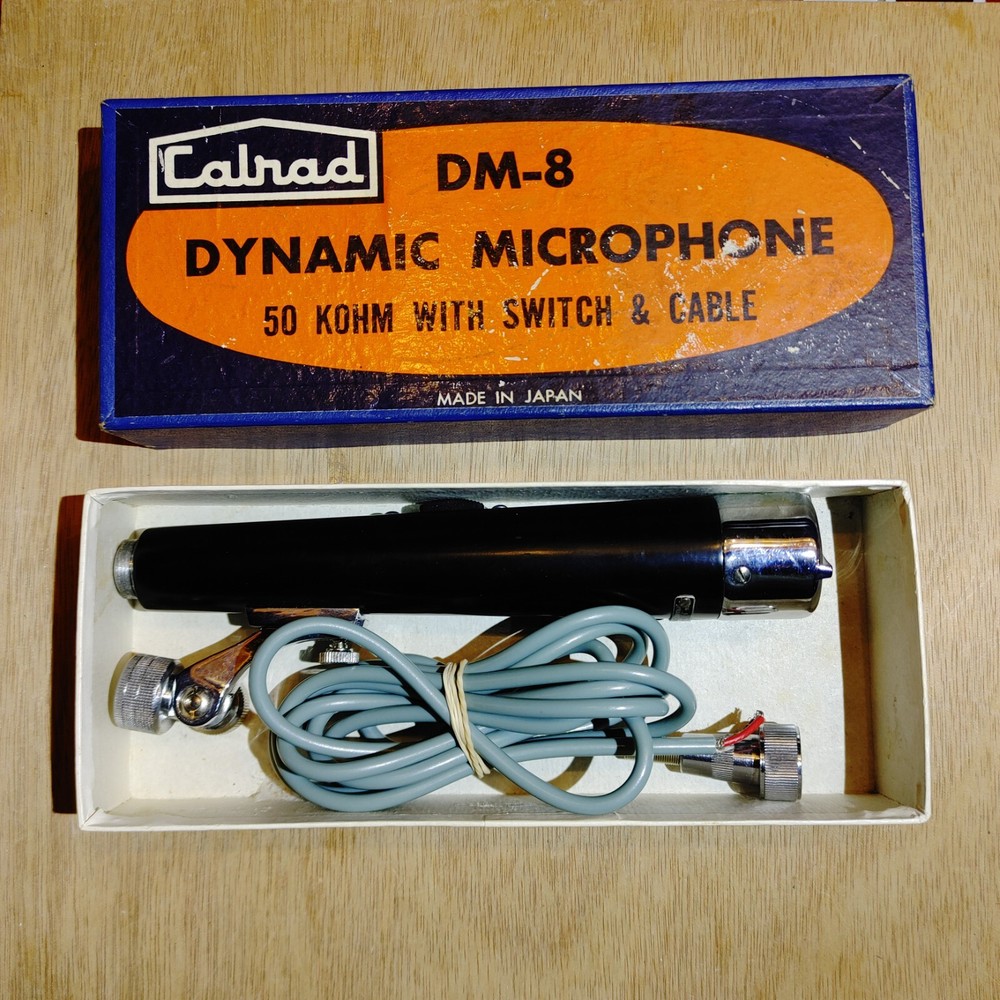 Calrad
DM-8
DYNAMIC MICROPHONE
50 KOHM WITH SWITCH & CABLE
MADE IN JAPAN